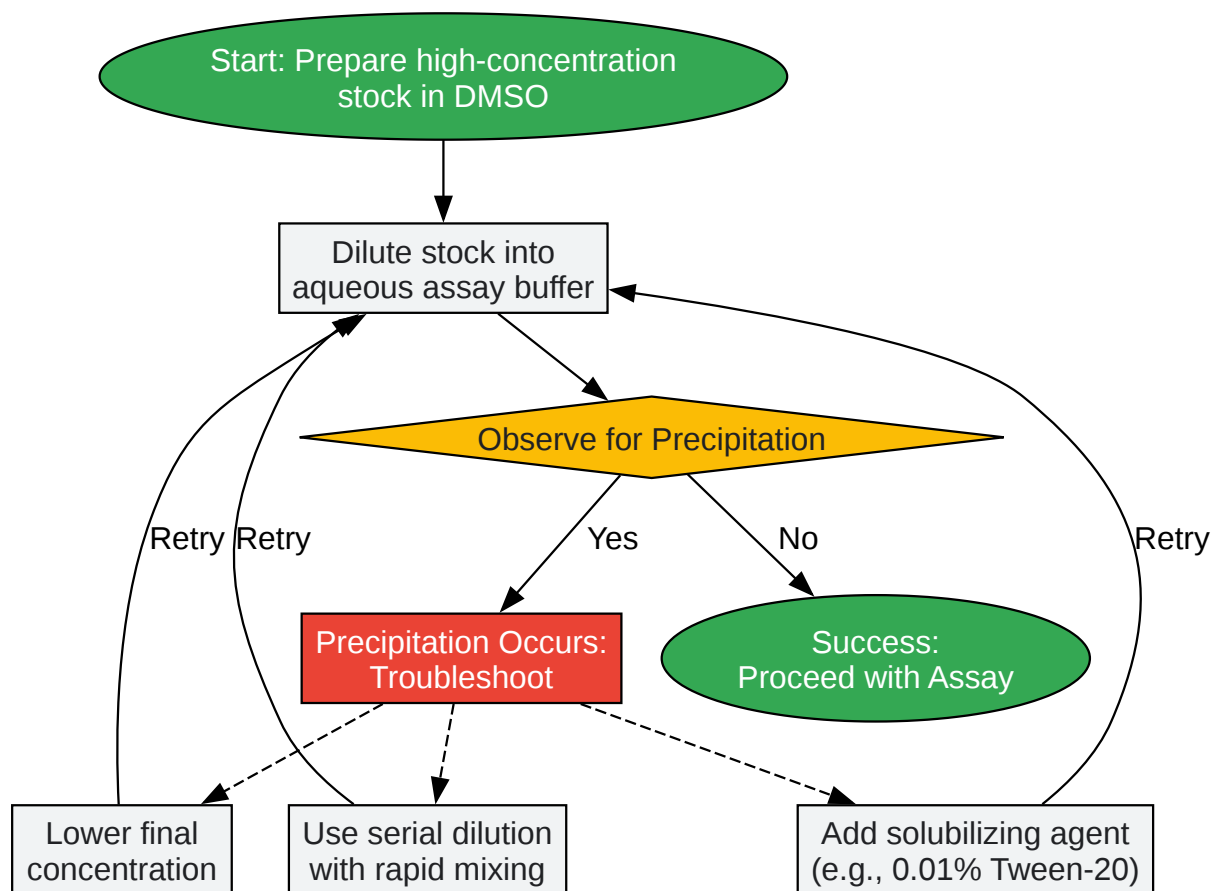 Start: Prepare high-concentration
stock in DMSO
Dilute stock into
aqueous assay buffer
Observe for Precipitation
Retry
Retry
Yes
No
Retry
Precipitation Occurs:
Troubleshoot
Success:
Proceed with Assay
Lower final
concentration
Use serial dilution
with rapid mixing
Add solubilizing agent
(e.g., 0.01% Tween-20)